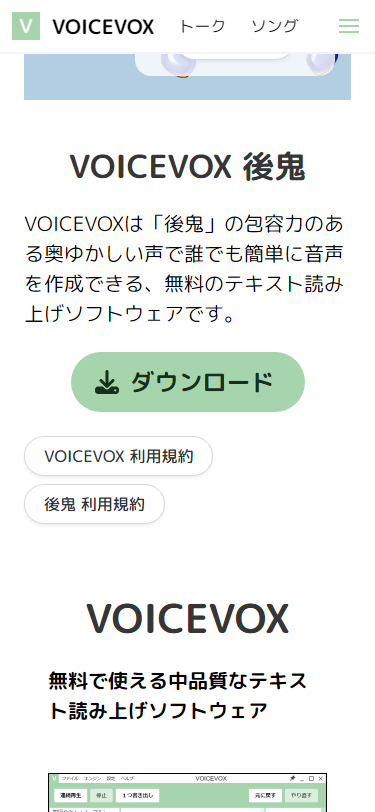 V VOICEVOX トーク ソング
VOICEVOX 後鬼
VOICEVOXは「後鬼」の包容力のあ
る奥ゆかしい声で誰でも簡単に音声
を作成できる、無料のテキスト読み
上げソフトウェアです。
ダウンロード
VOICEVOX 利用規約
後鬼 利用規約
VOICEVOX
無料で使える中品質なテキス
ト読み上げソフトウェア
V ファイル エンジン 設定 ヘルプ VOICEVOX
連続再生 停止 1つ書き出し 元に戻す やり直す